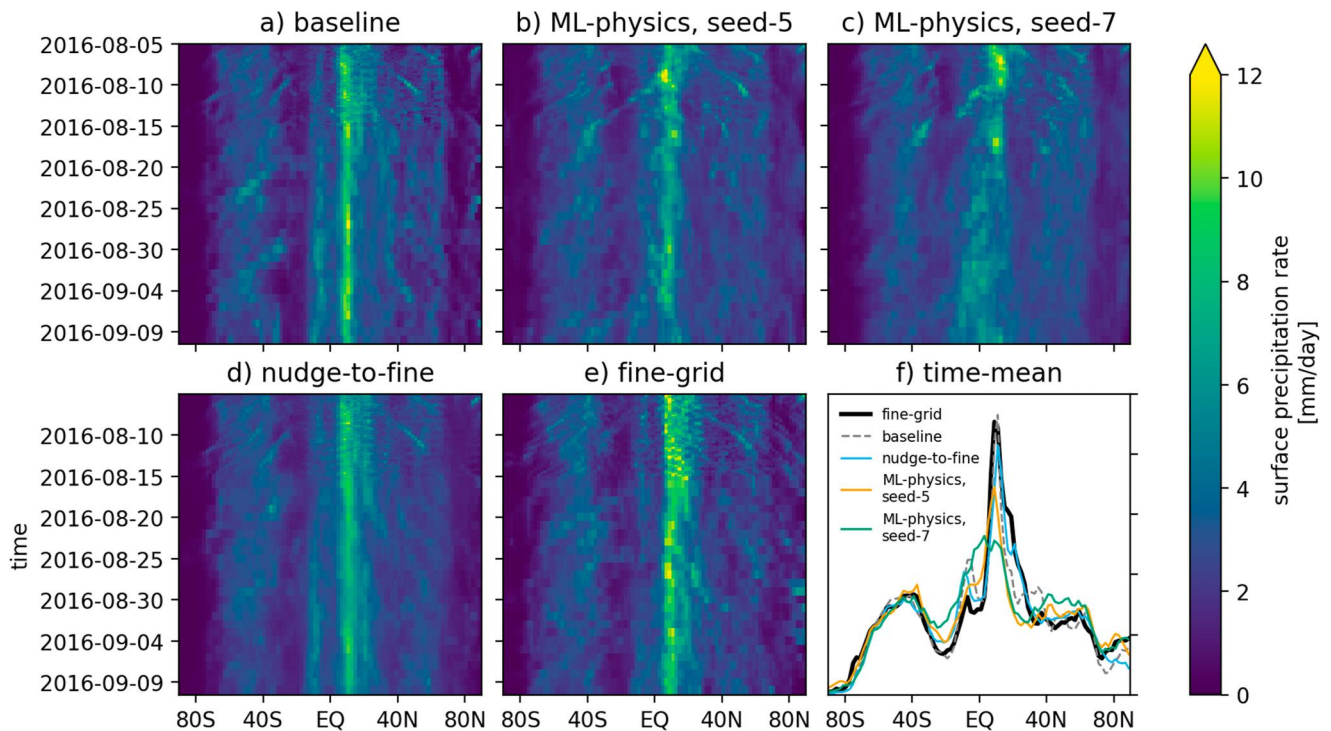 a) baseline
b) ML-physics, seed-5
c) ML-physics, seed-7
2016-08-05
2016-08-10
2016-08-15
2016-08-20
2016-08-25
2016-08-30
2016-09-04
2016-09-09
d) nudge-to-fine
e) fine-grid
f) time-mean
2016-08-10
2016-08-15
2016-08-20
2016-08-25
2016-08-30
2016-09-04
2016-09-09
time
80S 40S EQ 40N 80N
80S 40S EQ 40N 80N
80S 40S EQ 40N 80N
fine-grid
baseline
nudge-to-fine
ML-physics,
seed-5
ML-physics,
seed-7
12
10
8
6
4
2
0
surface precipitation rate
[mm/day]